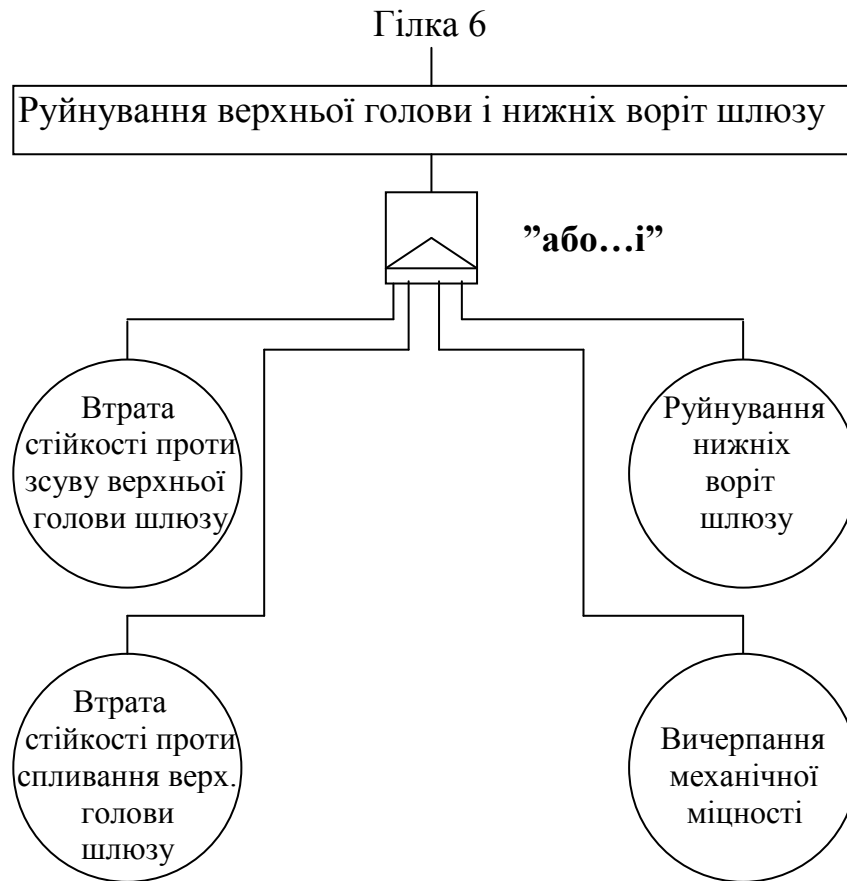 Гілка 6
Руйнування верхньої голови і нижніх воріт шлюзу
”або…і”
Втрата
стійкості проти
зсуву верхньої
голови шлюзу
Руйнування
нижніх
воріт
шлюзу
Втрата
стійкості проти
спливання верх.
голови
шлюзу
Вичерпання
механічної
міцності